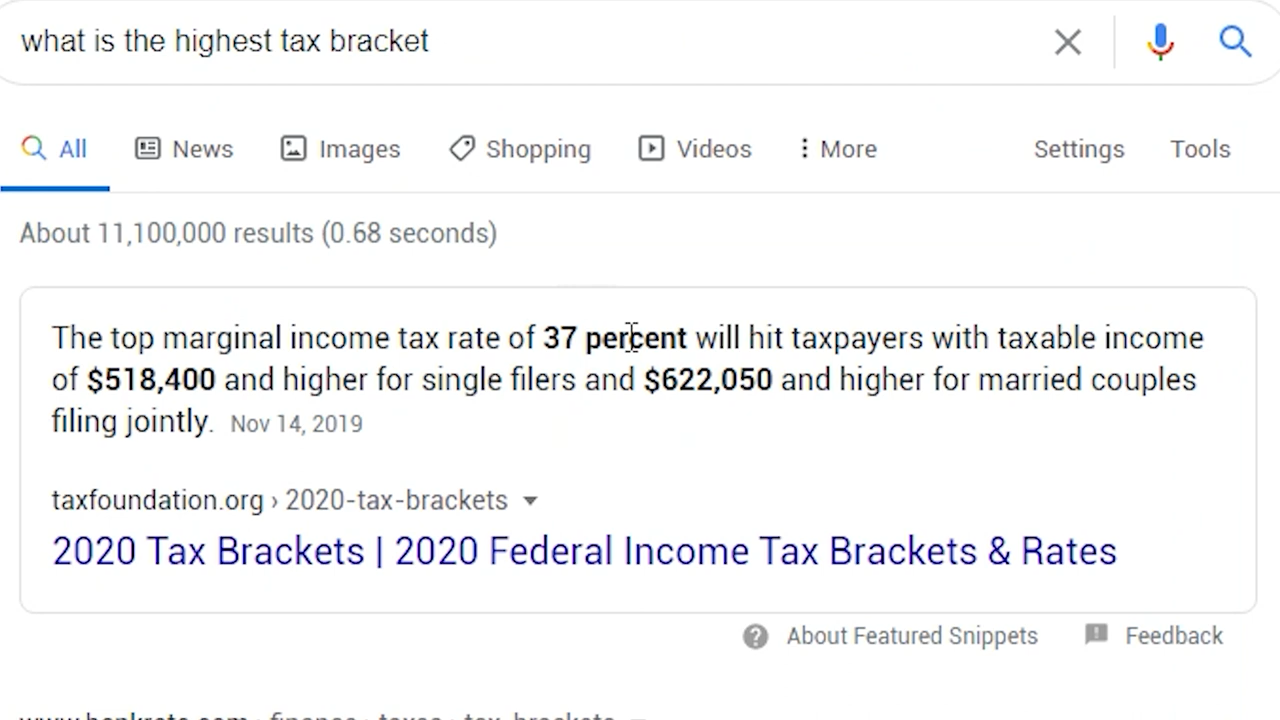 what is the highest tax bracket
All News Images Shopping Videos More Settings Tools
About 11,100,000 results (0.68 seconds)
The top marginal income tax rate of 37 percent will hit taxpayers with taxable income
of $518,400 and higher for single filers and $622,050 and higher for married couples
filing jointly. Nov 14, 2019
taxfoundation.org › 2020-tax-brackets
2020 Tax Brackets | 2020 Federal Income Tax Brackets & Rates
About Featured Snippets Feedback